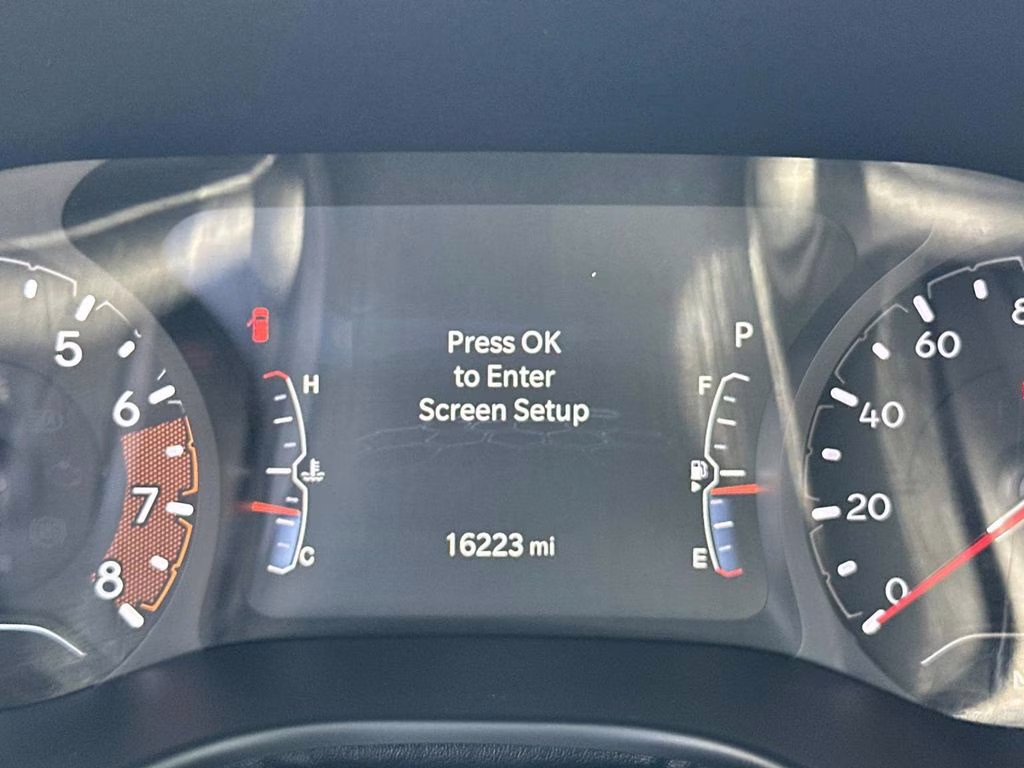 5
6
7
8
H
C
Press OK
to Enter
Screen Setup
16223 mi
P
F
E
60
40
20
0